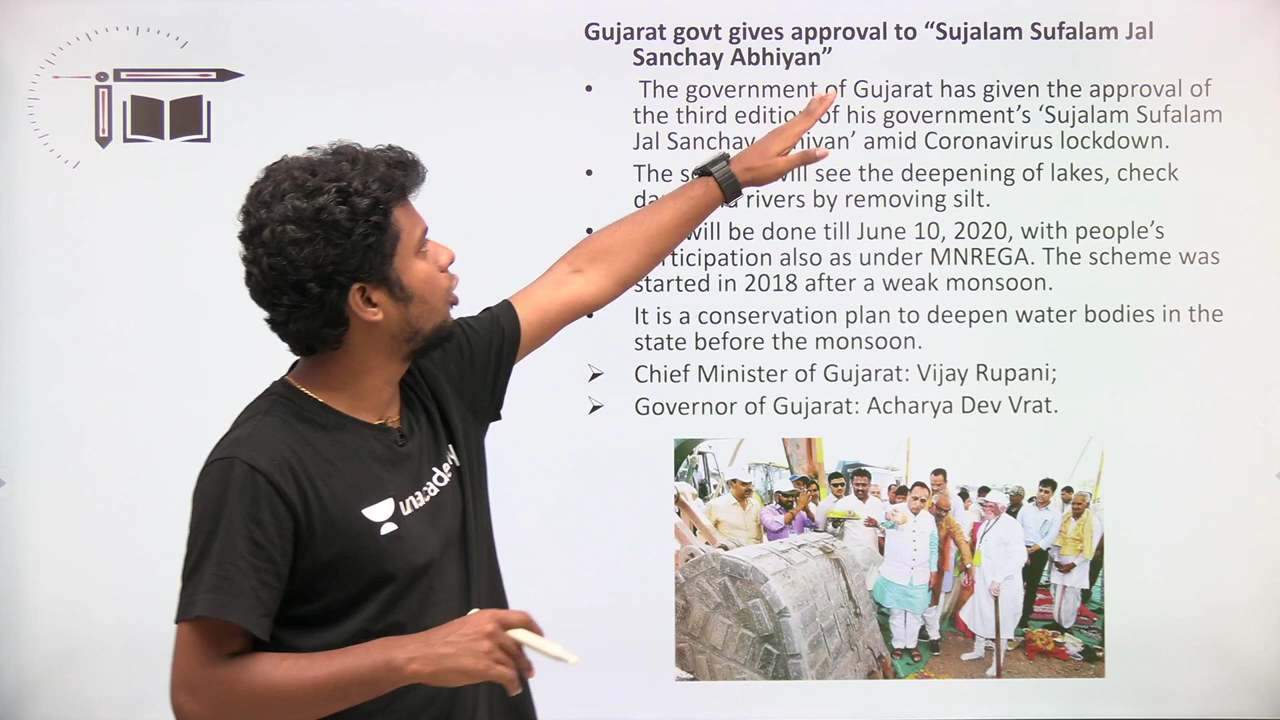 Gujarat govt gives approval to “Sujalam Sufalam Jal
Sanchay Abhiyan”
• The government of Gujarat has given the approval of
the third edition of his government’s ‘Sujalam Sufalam
Jal Sanchay Abhiyan’ amid Coronavirus lockdown.
• The will see the deepening of lakes, check
rivers by removing silt.
• will be done till June 10, 2020, with people’s
participation also as under MNREGA. The scheme was
started in 2018 after a weak monsoon.
• It is a conservation plan to deepen water bodies in the
state before the monsoon.
➢ Chief Minister of Gujarat: Vijay Rupani;
➢ Governor of Gujarat: Acharya Dev Vrat.
unacademy